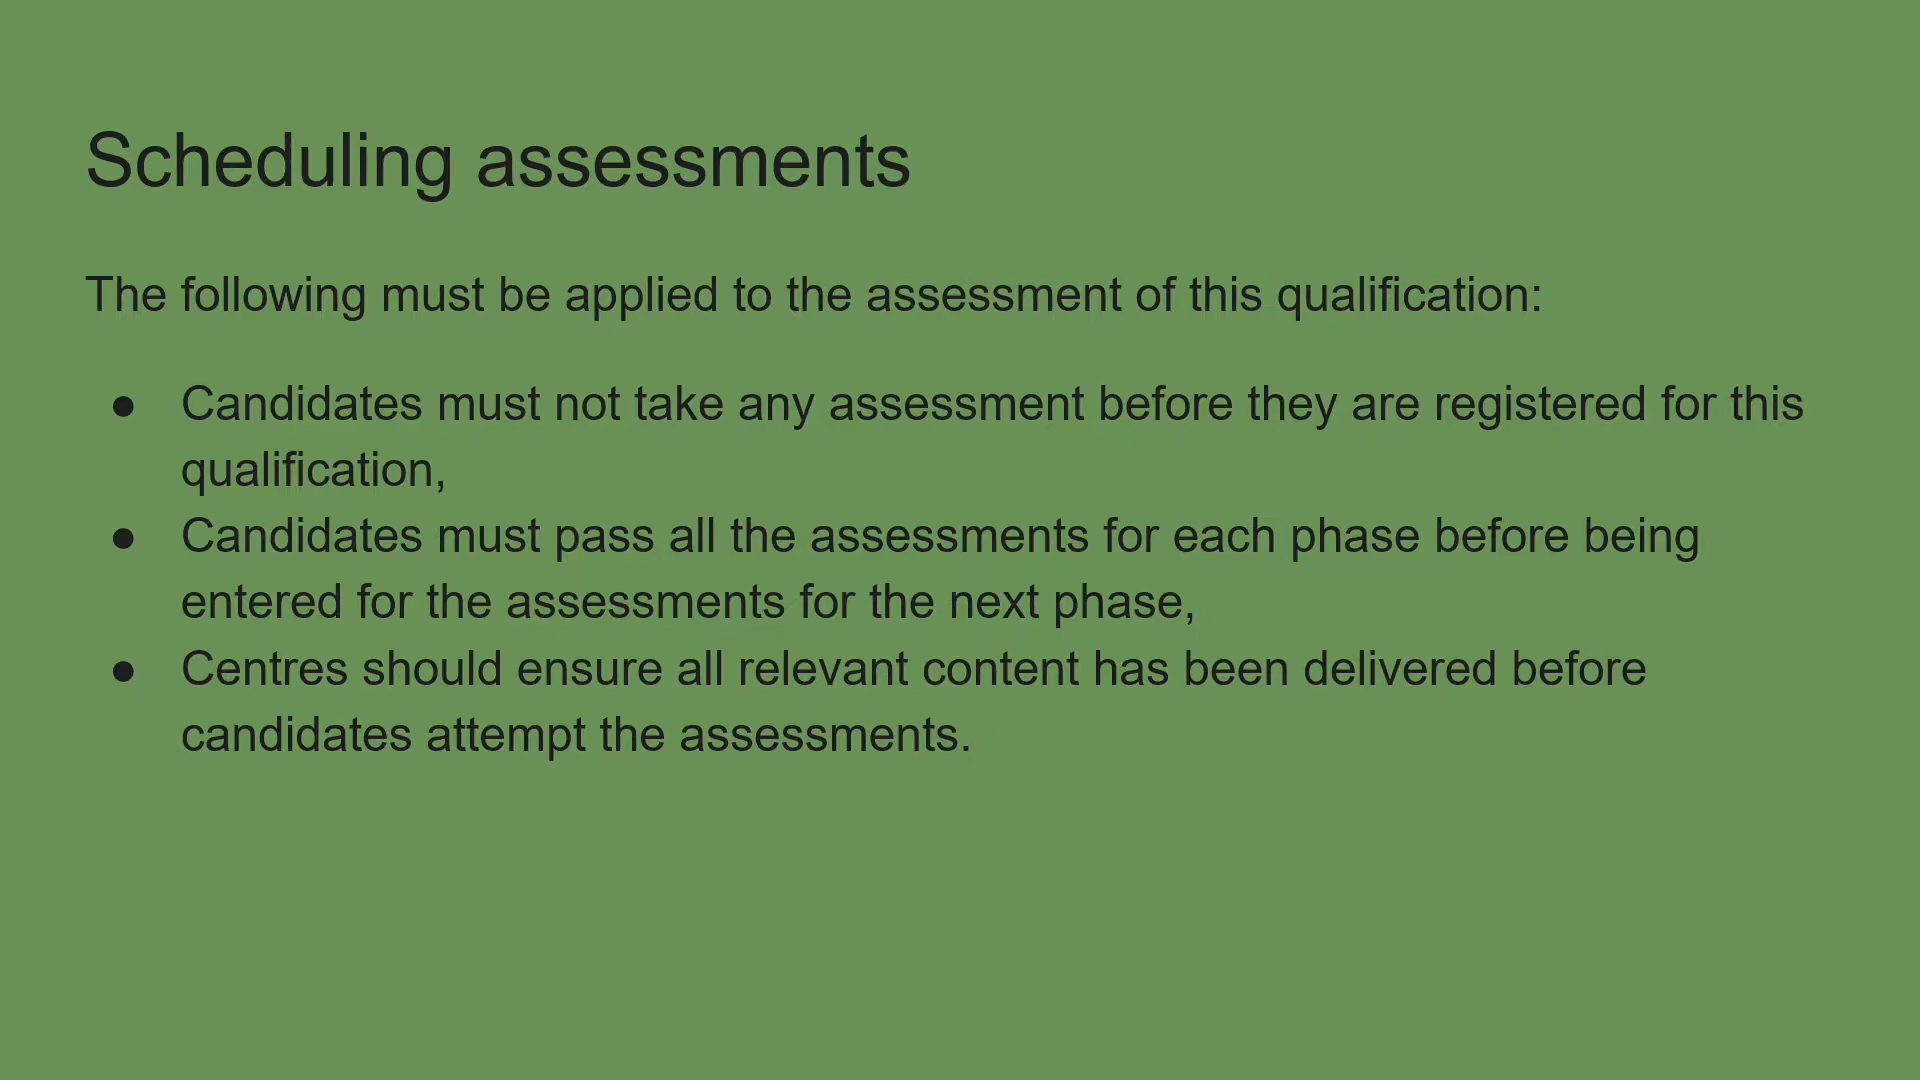 Scheduling assessments
The following must be applied to the assessment of this qualification:
● Candidates must not take any assessment before they are registered for this
qualification,
● Candidates must pass all the assessments for each phase before being
entered for the assessments for the next phase,
● Centres should ensure all relevant content has been delivered before
candidates attempt the assessments.